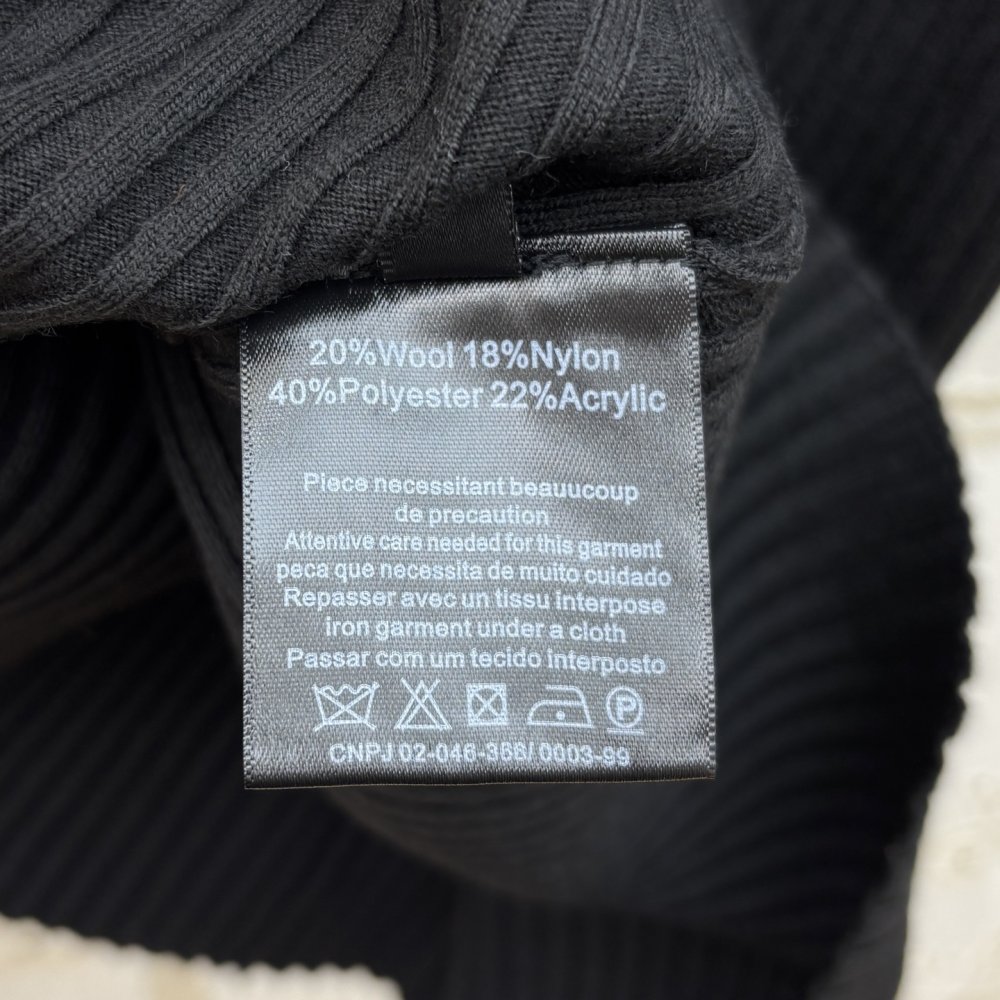 20%Wool 18%Nylon
40%Polyester 22%Acrylic
Piece necessitant beauucoup
de precaution
Attentive care needed for this garment
peca que necessita de muito cuidado
Repasser avec un tissu interpose
iron garment under a cloth
Passar com um tecido interposto
P
CNPJ 02-046-368/ 0003-99